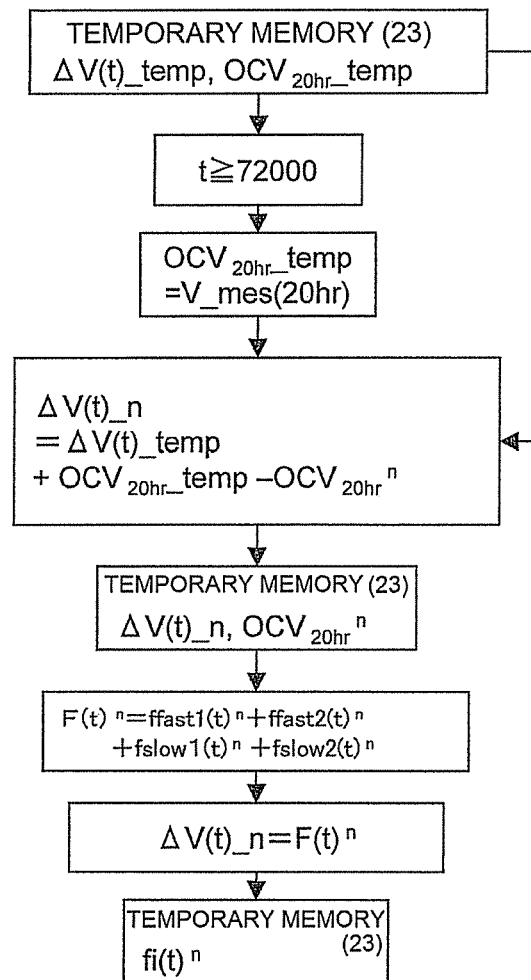 TEMPORARY MEMORY (23)
ΔV(t)_temp, OCV20hr_temp
t≧72000
OCV20hr_temp
=V_mes(20hr)
ΔV(t)_n
=ΔV(t)_temp
+ OCV20hr_temp –OCV20hr^n
TEMPORARY MEMORY (23)
ΔV(t)_n, OCV20hr^n
F(t)^n=ffast1(t)^n+ffast2(t)^n
+fslow1(t)^n +fslow2(t)^n
ΔV(t)_n=F(t)^n
TEMPORARY MEMORY
(23)
fi(t)^n